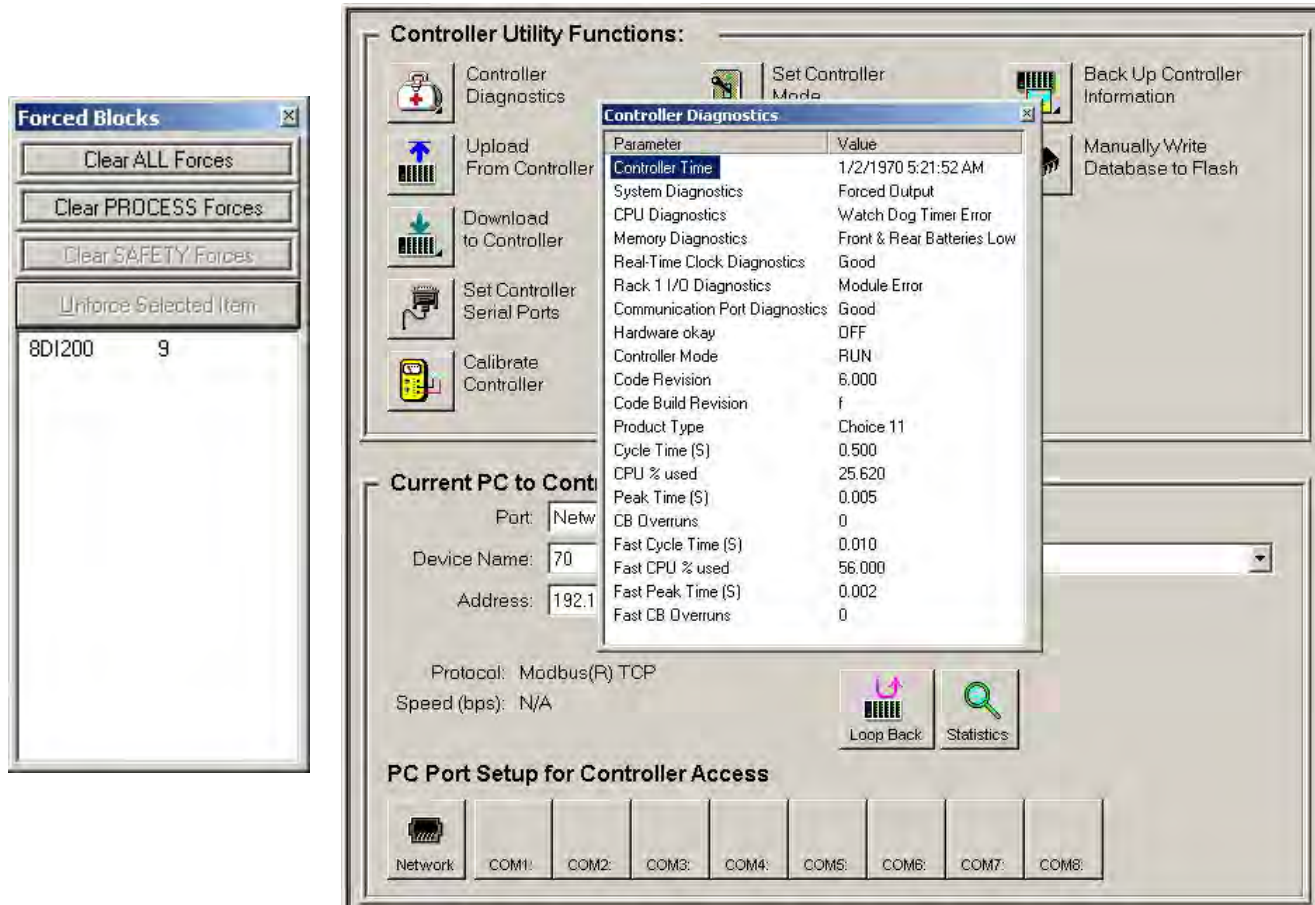 Forced Blocks
Clear ALL Forces
Clear PROCESS Forces
Clear SAFETY Forces
Unforce Selected Item
8DI200 9
Controller Utility Functions:
Controller
Diagnostics
Set Controller
Mode
Back Up Controller
Information
Upload
From Controller
Manually Write
Database to Flash
Download
to Controller
Set Controller
Serial Ports
Calibrate
Controller
Controller Diagnostics
Parameter Value
Controller Time 1/2/1970 5:21:52 AM
System Diagnostics Forced Output
CPU Diagnostics Watch Dog Timer Error
Memory Diagnostics Front & Rear Batteries Low
Real-Time Clock Diagnostics Good
Rack 1 I/O Diagnostics Module Error
Communication Port Diagnostics Good
Hardware okay OFF
Controller Mode RUN
Code Revision 6.000
Code Build Revision f
Product Type Choice 11
Cycle Time (S) 0.500
CPU % used 25.620
Peak Time (S) 0.005
CB Overruns 0
Fast Cycle Time (S) 0.010
Fast CPU % used 56.000
Fast Peak Time (S) 0.002
Fast CB Overruns 0
Current PC to Cont
Port: Netw
Device Name: 70
Address: 192.1
Protocol: Modbus(R) TCP
Speed (bps): N/A
Loop Back
Statistics
PC Port Setup for Controller Access
Network COM1: COM2: COM3: COM4: COM5: COM6: COM7: COM8: